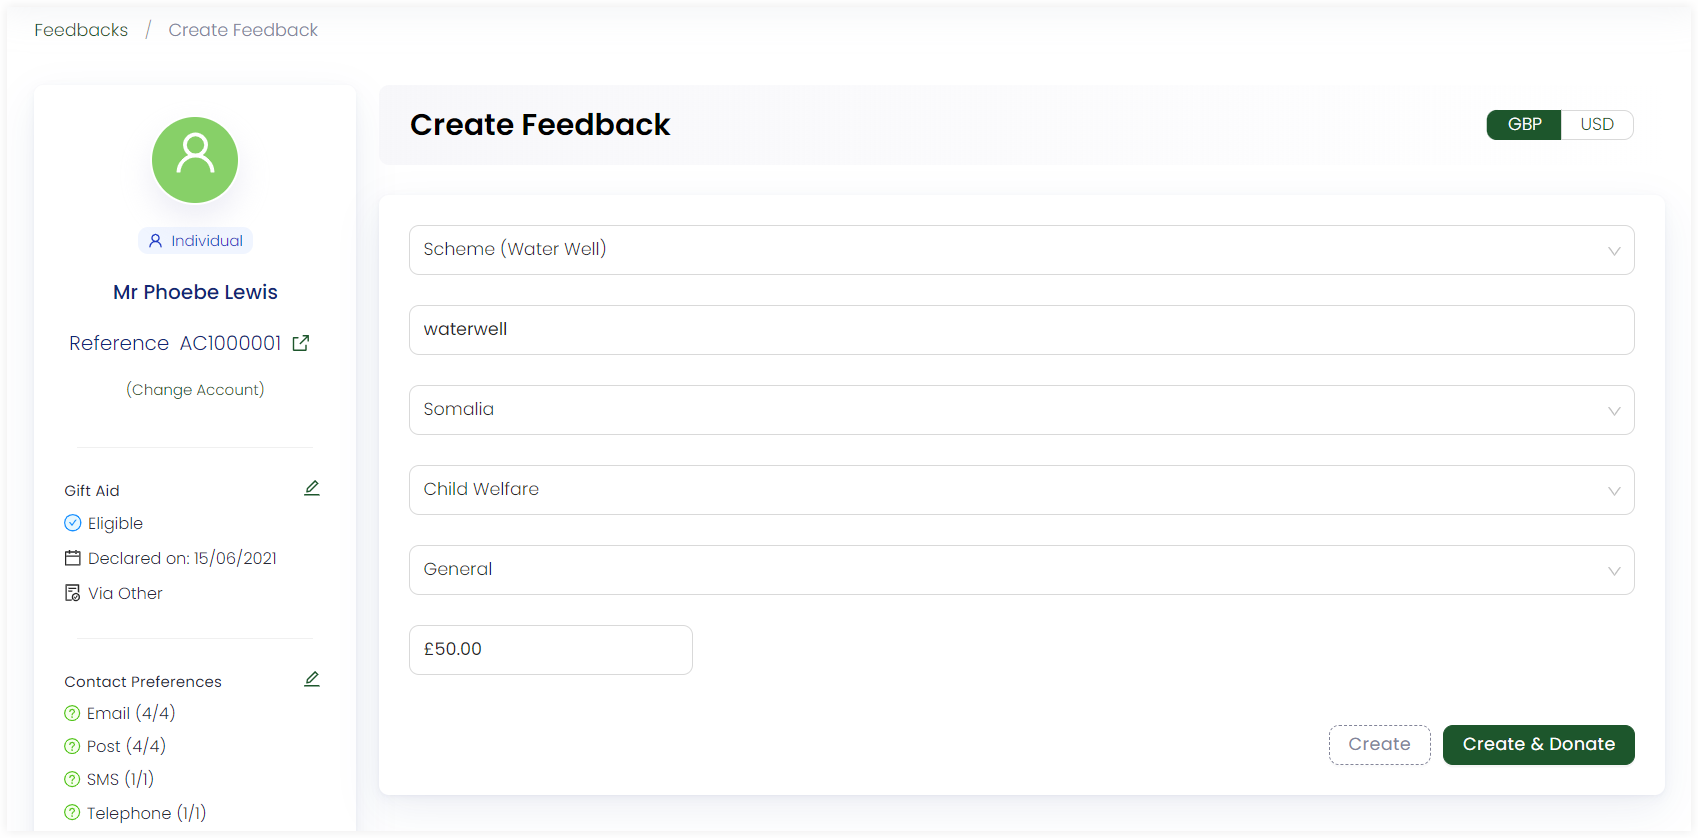 Feedbacks / Create Feedback
Individual
Mr Phoebe Lewis
Reference AC1000001
(Change Account)
Gift Aid
Eligible
Declared on: 15/06/2021
Via Other
Contact Preferences
Email (4/4)
Post (4/4)
SMS (1/1)
Telephone (1/1)
Create Feedback
GBP USD
Scheme (Water Well)
waterwell
Somalia
Child Welfare
General
£50.00
Create Create & Donate